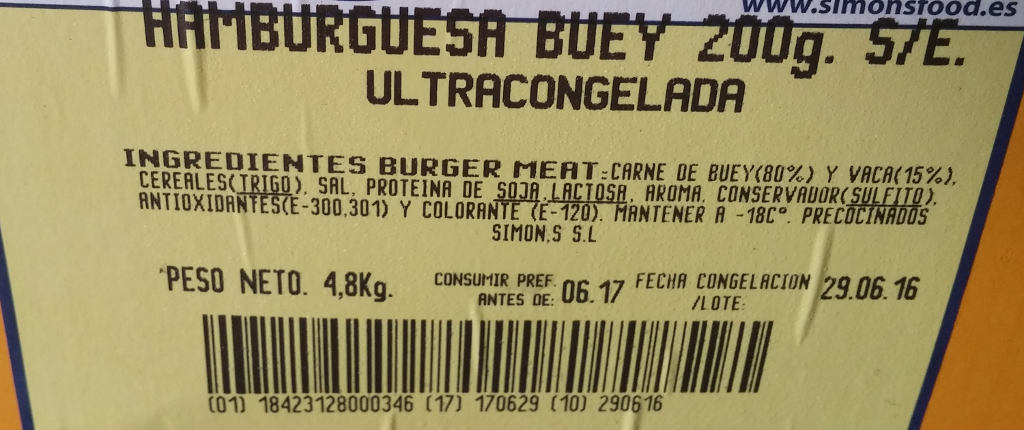 www.simonsfood.es
HAMBURGUESA BUEY 200g. S/E.
ULTRACONGELADA
INGREDIENTES BURGER MEAT:CARNE DE BUEY(80%) Y VACA(15%),
CEREALES(TRIGO), SAL, PROTEINA DE SOJA,LACTOSA, AROMA, CONSERVADOR(SULFITO),
ANTIOXIDANTES(E-300,301) Y COLORANTE (E-120). MANTENER A -18Cº. PRECOCINADOS
SIMON,S S.L
PESO NETO. 4,8Kg. CONSUMIR PREF. ANTES DE: 06.17 FECHA CONGELACION /LOTE: 29.06.16
(01) 18423128000346 (17) 170629 (10) 290616